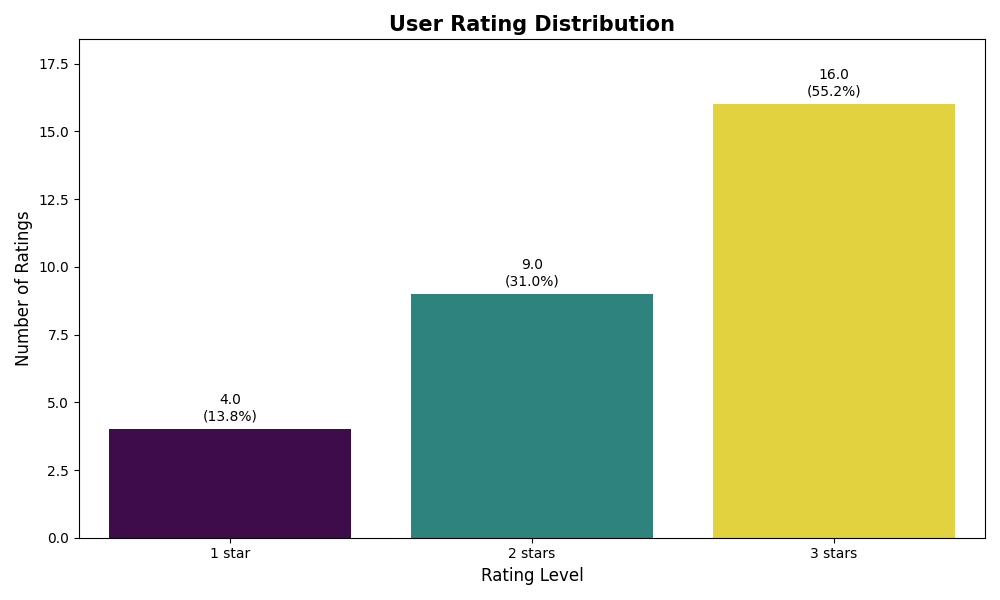 User Rating Distribution
17.5
15.0
12.5
10.0
7.5
5.0
2.5
0.0
Number of Ratings
4.0
(13.8%)
9.0
(31.0%)
16.0
(55.2%)
1 star
2 stars
3 stars
Rating Level